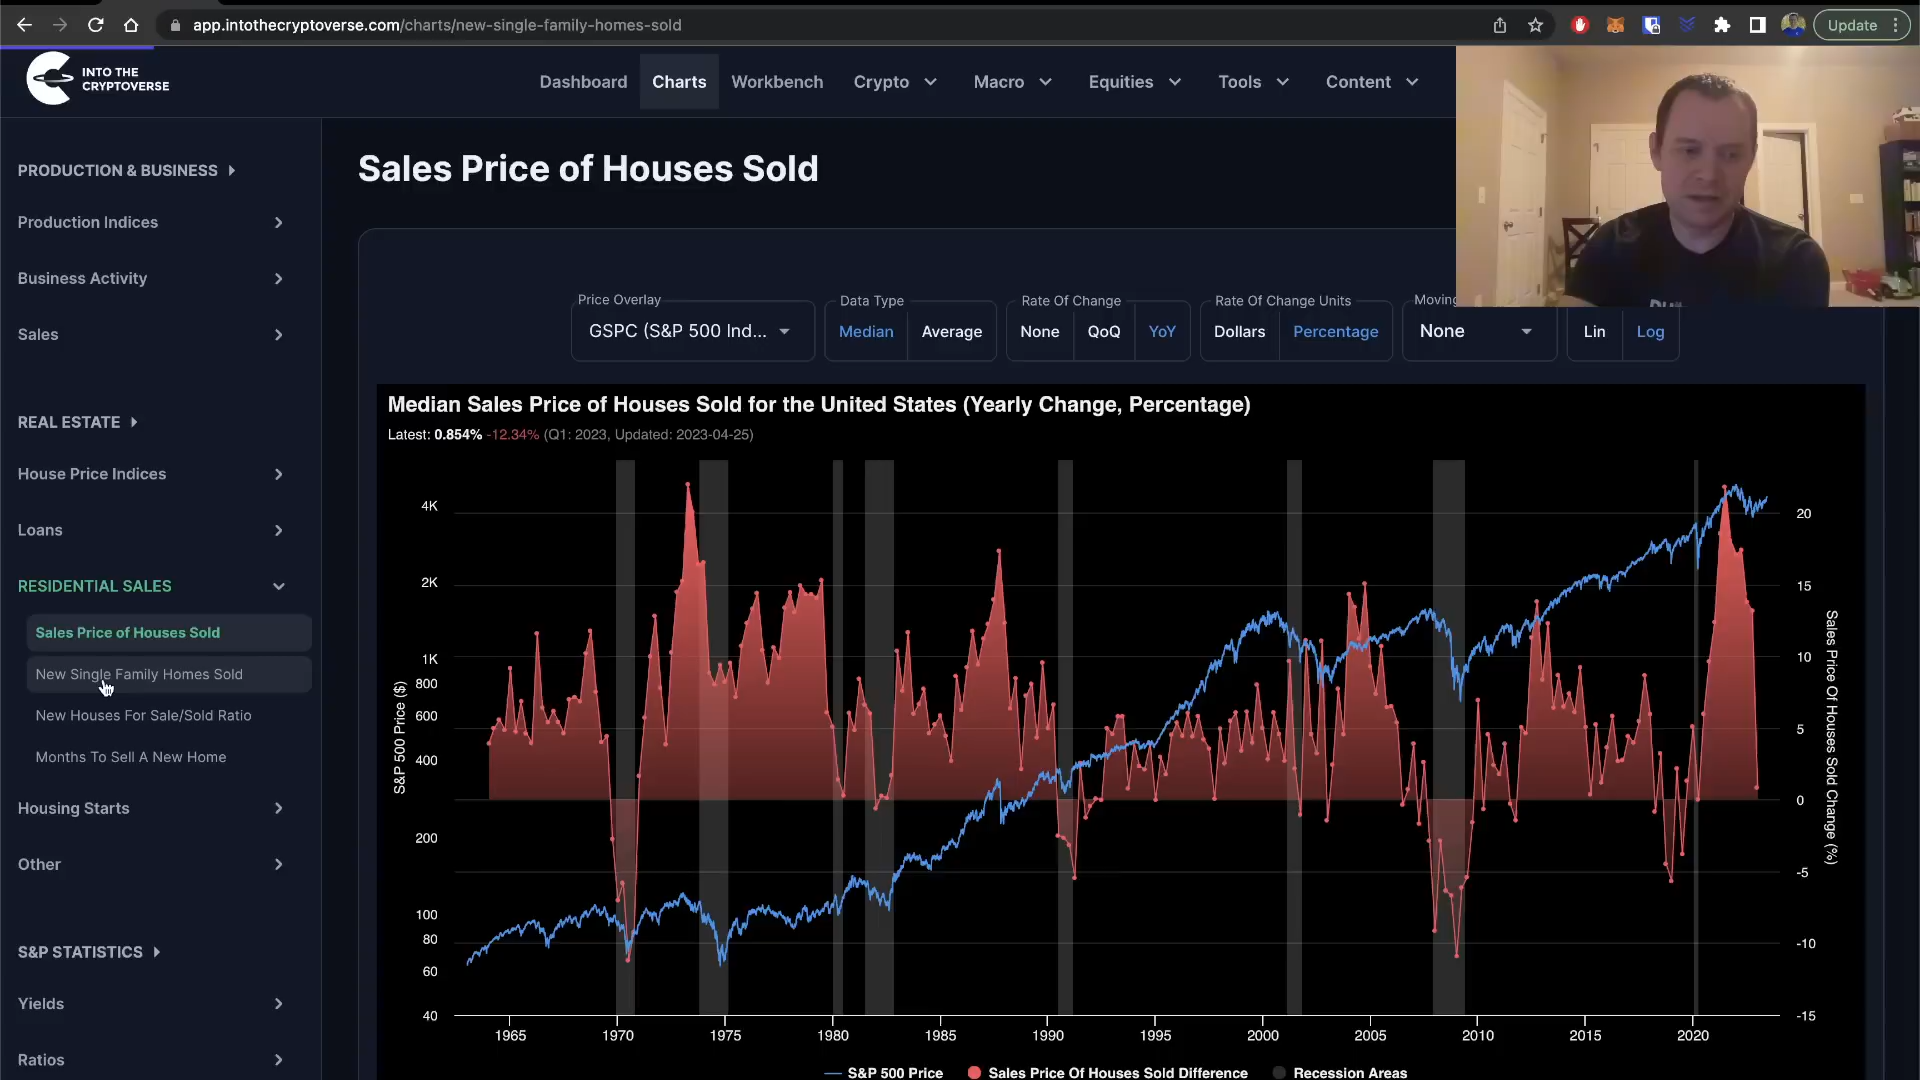 app.intothecryptoverse.com/charts/new-single-family-homes-sold
Update
INTO THE
CRYPTOVERSE
Dashboard
Charts
Workbench
Crypto
Macro
Equities
Tools
Content
PRODUCTION & BUSINESS
Production Indices
Business Activity
Sales
REAL ESTATE
House Price Indices
Loans
RESIDENTIAL SALES
Sales Price of Houses Sold
New Single Family Homes Sold
New Houses For Sale/Sold Ratio
Months To Sell A New Home
Housing Starts
Other
S&P STATISTICS
Yields
Ratios
Sales Price of Houses Sold
Price Overlay
GSPC (S&P 500 Ind...
Data Type
Median Average
Rate Of Change
None QoQ YoY
Rate Of Change Units
Dollars Percentage
Moving
None
Lin Log
Median Sales Price of Houses Sold for the United States (Yearly Change, Percentage)
Latest: 0.854% -12.34% (Q1: 2023, Updated: 2023-04-25)
4K
2K
1K
800
600
400
200
100
80
60
40
S&P 500 Price ($)
20
15
10
5
0
-5
-10
-15
Sales Price Of Houses Sold Change (%)
1965 1970 1975 1980 1985 1990 1995 2000 2005 2010 2015 2020
S&P 500 Price
Sales Price Of Houses Sold Difference
Recession Areas